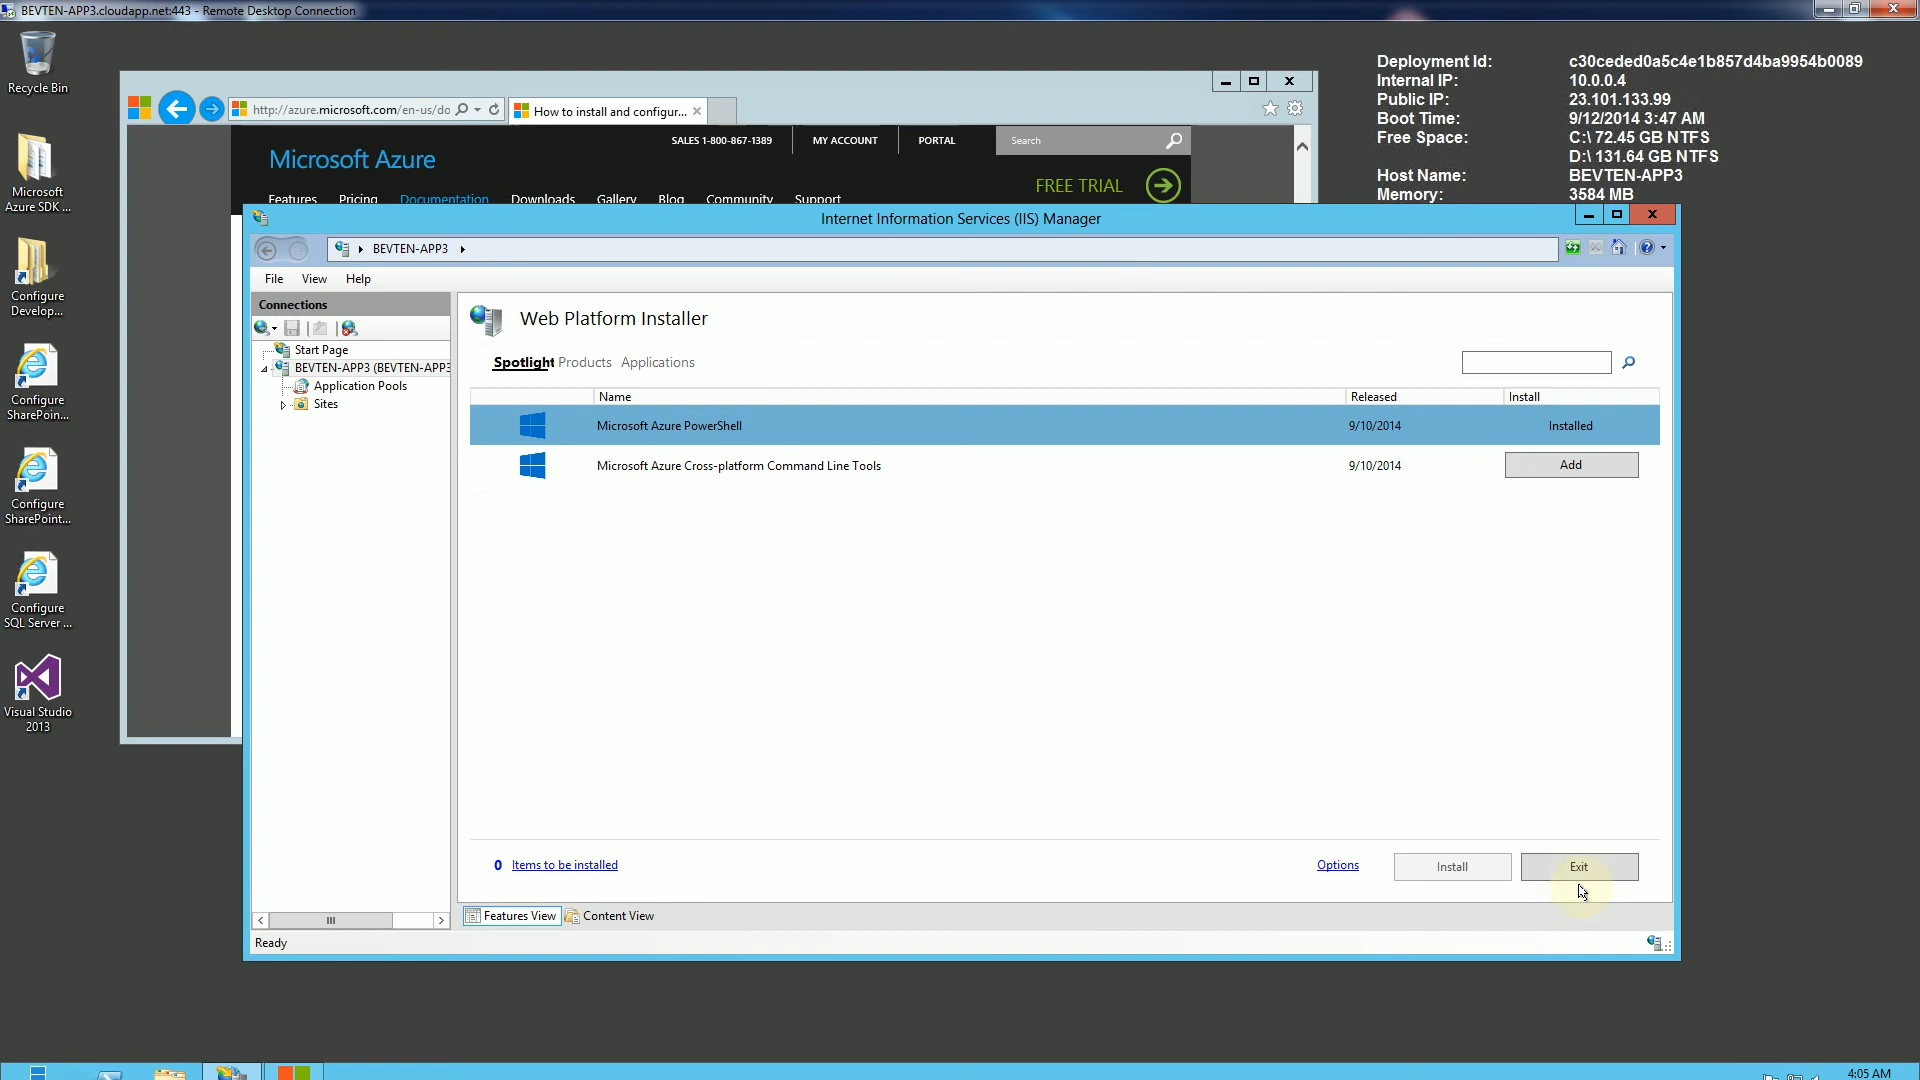 BEVTEN-APP3.cloudapp.net:443 - Remote Desktop Connection
Recycle Bin
Microsoft
Azure SDK ...
Configure
Develop...
Configure
SharePoin...
Configure
SharePoint...
Configure
SQL Server ...
Visual Studio
2013
Deployment Id: c30ceded0a5c4e1b857d4ba9954b0089
Internal IP: 10.0.0.4
Public IP: 23.101.133.99
Boot Time: 9/12/2014 3:47 AM
Free Space: C:\ 72.45 GB NTFS
D:\ 131.64 GB NTFS
Host Name: BEVTEN-APP3
Memory: 3584 MB
http://azure.microsoft.com/en-us/do
How to install and configur...
SALES 1-800-867-1389 MY ACCOUNT PORTAL Search
Microsoft Azure
FREE TRIAL
Features Pricing Documentation Downloads Gallery Blog Community Support
Internet Information Services (IIS) Manager
BEVTEN-APP3
File View Help
Connections
Start Page
BEVTEN-APP3 (BEVTEN-APP3
Application Pools
Sites
Web Platform Installer
Spotlight Products Applications
Name Released Install
Microsoft Azure PowerShell 9/10/2014 Installed
Microsoft Azure Cross-platform Command Line Tools 9/10/2014 Add
0 Items to be installed Options Install Exit
Features View Content View
Ready
4:05 AM